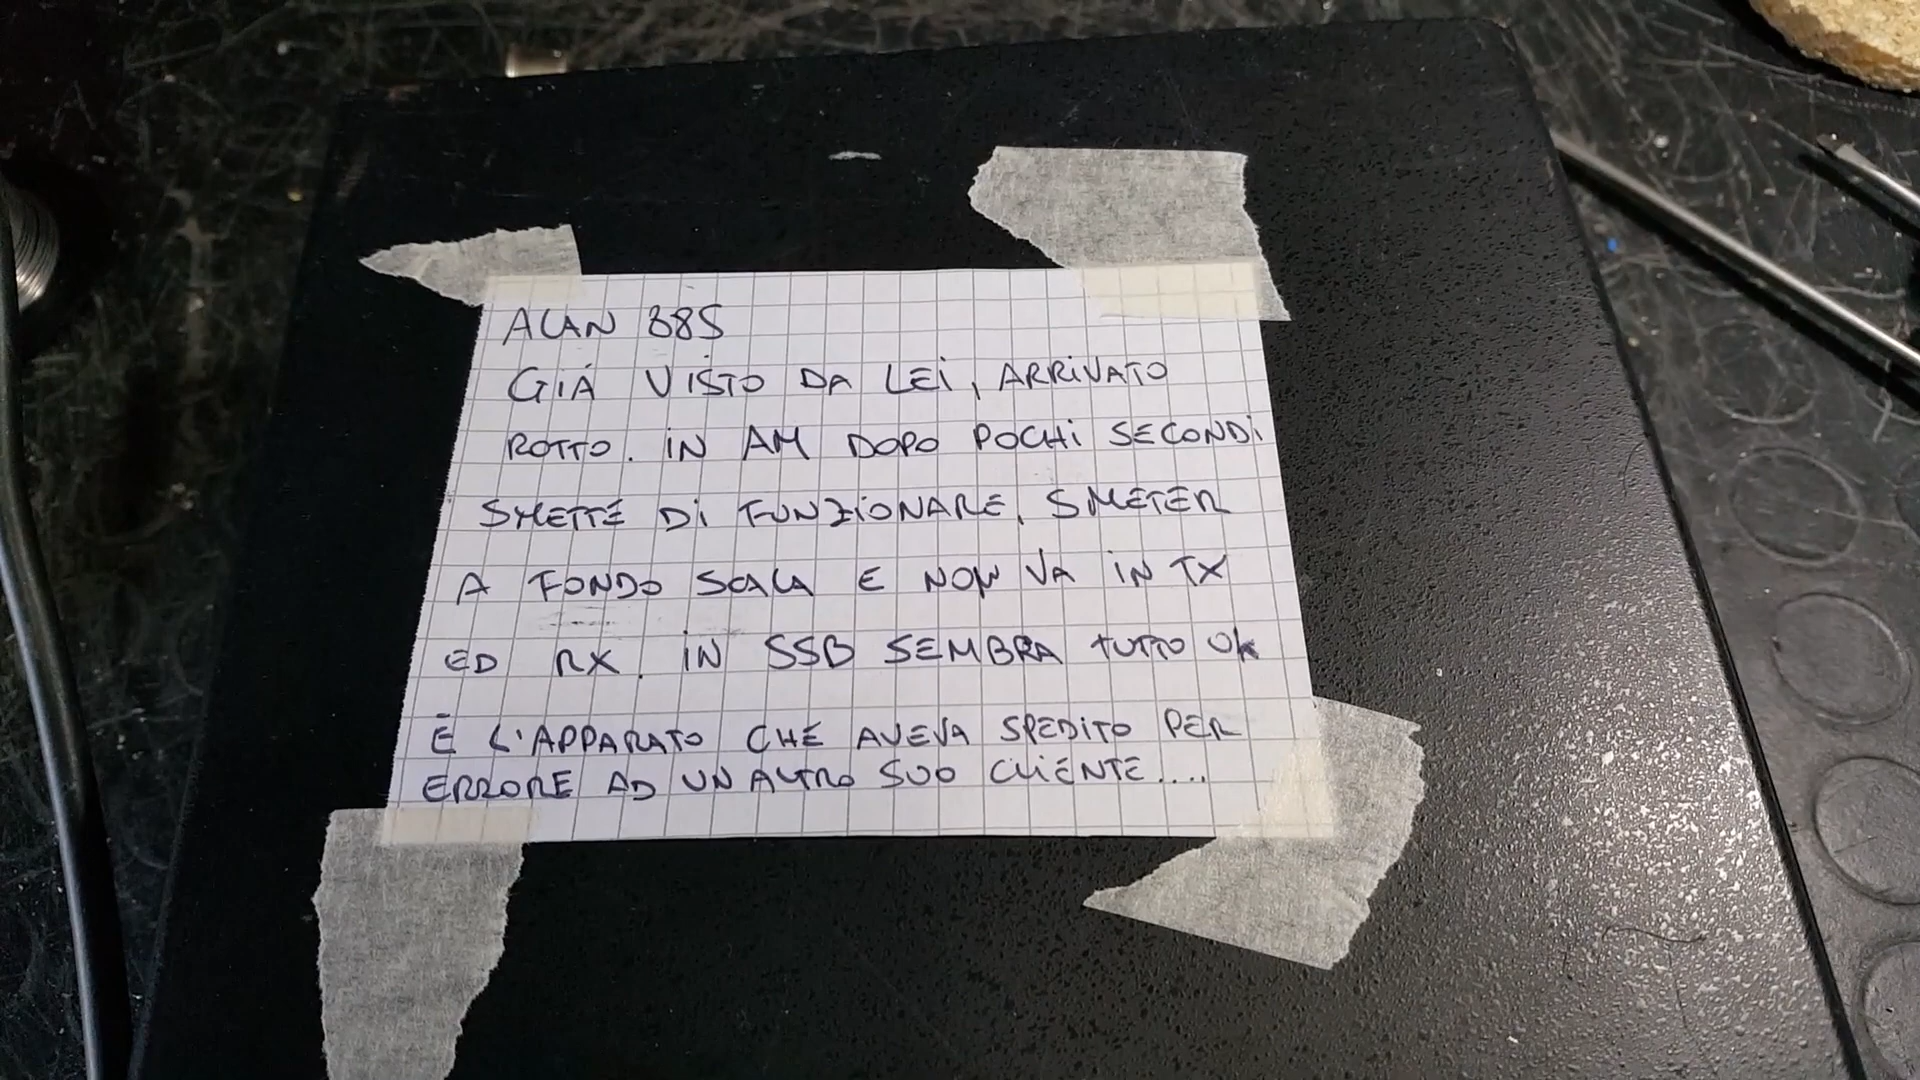 ALAN 88S
GIÁ VISTO DA LEI, ARRIVATO
ROTTO. IN AM DOPO POCHI SECONDI
SMETTE DI FUNZIONARE, SMETER
A FONDO SCALA E NON VA IN TX
ED RX. IN SSB SEMBRA TUTTO OK
È L'APPARATO CHE AVEVA SPEDITO PER
ERRORE AD UN ALTRO SUO CLIENTE....